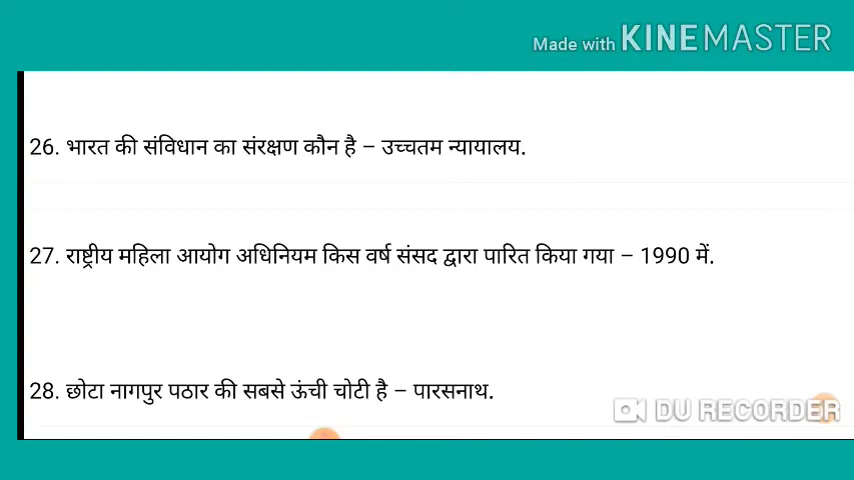 Made with KINEMASTER
26. भारत की संविधान का संरक्षण कौन है – उच्चतम न्यायालय.
27. राष्ट्रीय महिला आयोग अधिनियम किस वर्ष संसद द्वारा पारित किया गया – 1990 में.
28. छोटा नागपुर पठार की सबसे ऊंची चोटी है – पारसनाथ.
DU RECORDER